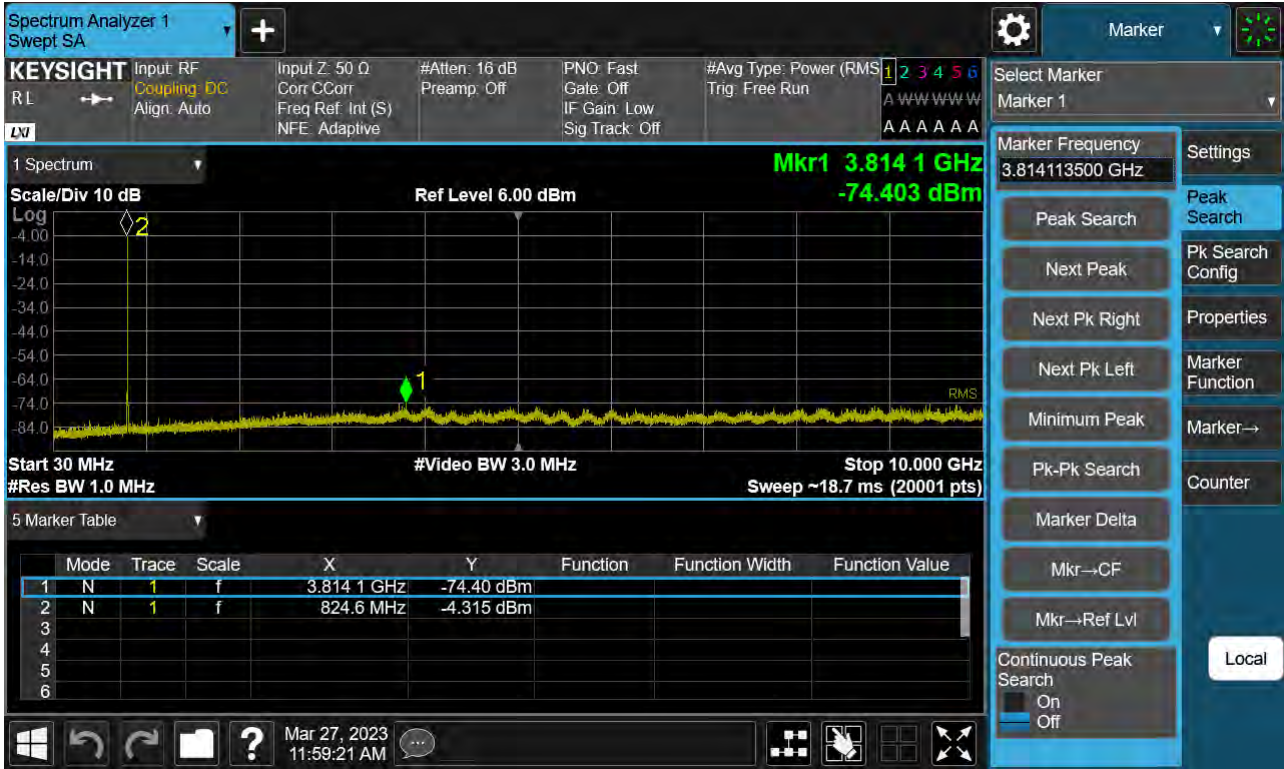 Spectrum Analyzer 1
Swept SA
Marker
KEYSIGHT
RL
LXI
Input: RF
Coupling: DC
Align: Auto
Input Z: 50 Ω
Corr CCorr
Freq Ref: Int (S)
NFE: Adaptive
#Atten: 16 dB
Preamp: Off
PNO: Fast
Gate: Off
IF Gain: Low
Sig Track: Off
#Avg Type: Power (RMS
Trig: Free Run
1 2 3 4 5 6
A W W W W W
A A A A A A
Select Marker
Marker 1
1 Spectrum
Mkr1 3.814 1 GHz
Scale/Div 10 dB
Ref Level 6.00 dBm
-74.403 dBm
Log
-4.00
-14.0
-24.0
-34.0
-44.0
-54.0
-64.0
-74.0
-84.0
2
1
RMS
Start 30 MHz
#Video BW 3.0 MHz
Stop 10.000 GHz
#Res BW 1.0 MHz
Sweep ~18.7 ms (20001 pts)
5 Marker Table
Mode Trace Scale X Y Function Function Width Function Value
1 N 1 f 3.814 1 GHz -74.40 dBm
2 N 1 f 824.6 MHz -4.315 dBm
3
4
5
6
Marker Frequency
3.814113500 GHz
Peak Search
Next Peak
Next Pk Right
Next Pk Left
Minimum Peak
Pk-Pk Search
Marker Delta
Mkr→CF
Mkr→Ref Lvl
Continuous Peak
Search
On
Off
Settings
Peak
Search
Pk Search
Config
Properties
Marker
Function
Marker→
Counter
Local
?
Mar 27, 2023
11:59:21 AM